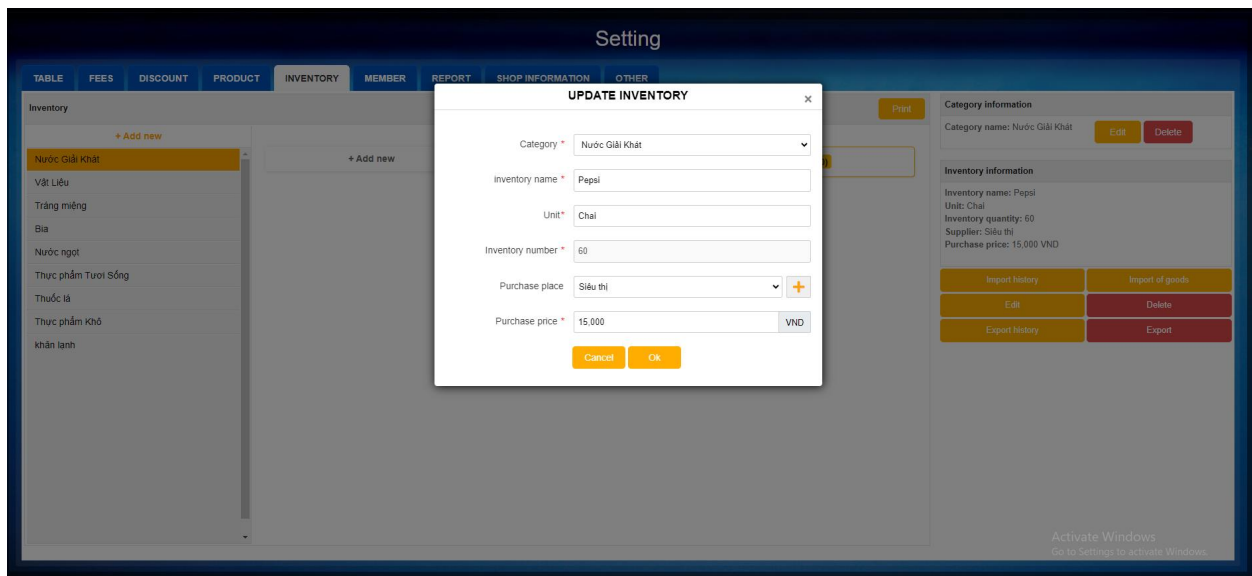 Setting
TABLE FEES DISCOUNT PRODUCT INVENTORY MEMBER REPORT SHOP INFORMATION OTHER
Inventory
Print
+ Add new
Nước Giải Khát
Vật Liệu
Tráng miệng
Bia
Nước ngọt
Thực phẩm Tươi Sống
Thuốc lá
Thực phẩm Khô
khăn lạnh
+ Add new
UPDATE INVENTORY ×
Category * Nước Giải Khát
Inventory name * Pepsi
Unit* Chai
Inventory number * 60
Purchase place Siêu thị +
Purchase price * 15,000 VND
Cancel Ok
Category information
Category name: Nước Giải Khát Edit Delete
Inventory information
Inventory name: Pepsi
Unit: Chai
Inventory quantity: 60
Supplier: Siêu thị
Purchase price: 15,000 VND
Import history Import of goods
Edit Delete
Export history Export
Activate Windows
Go to Settings to activate Windows.